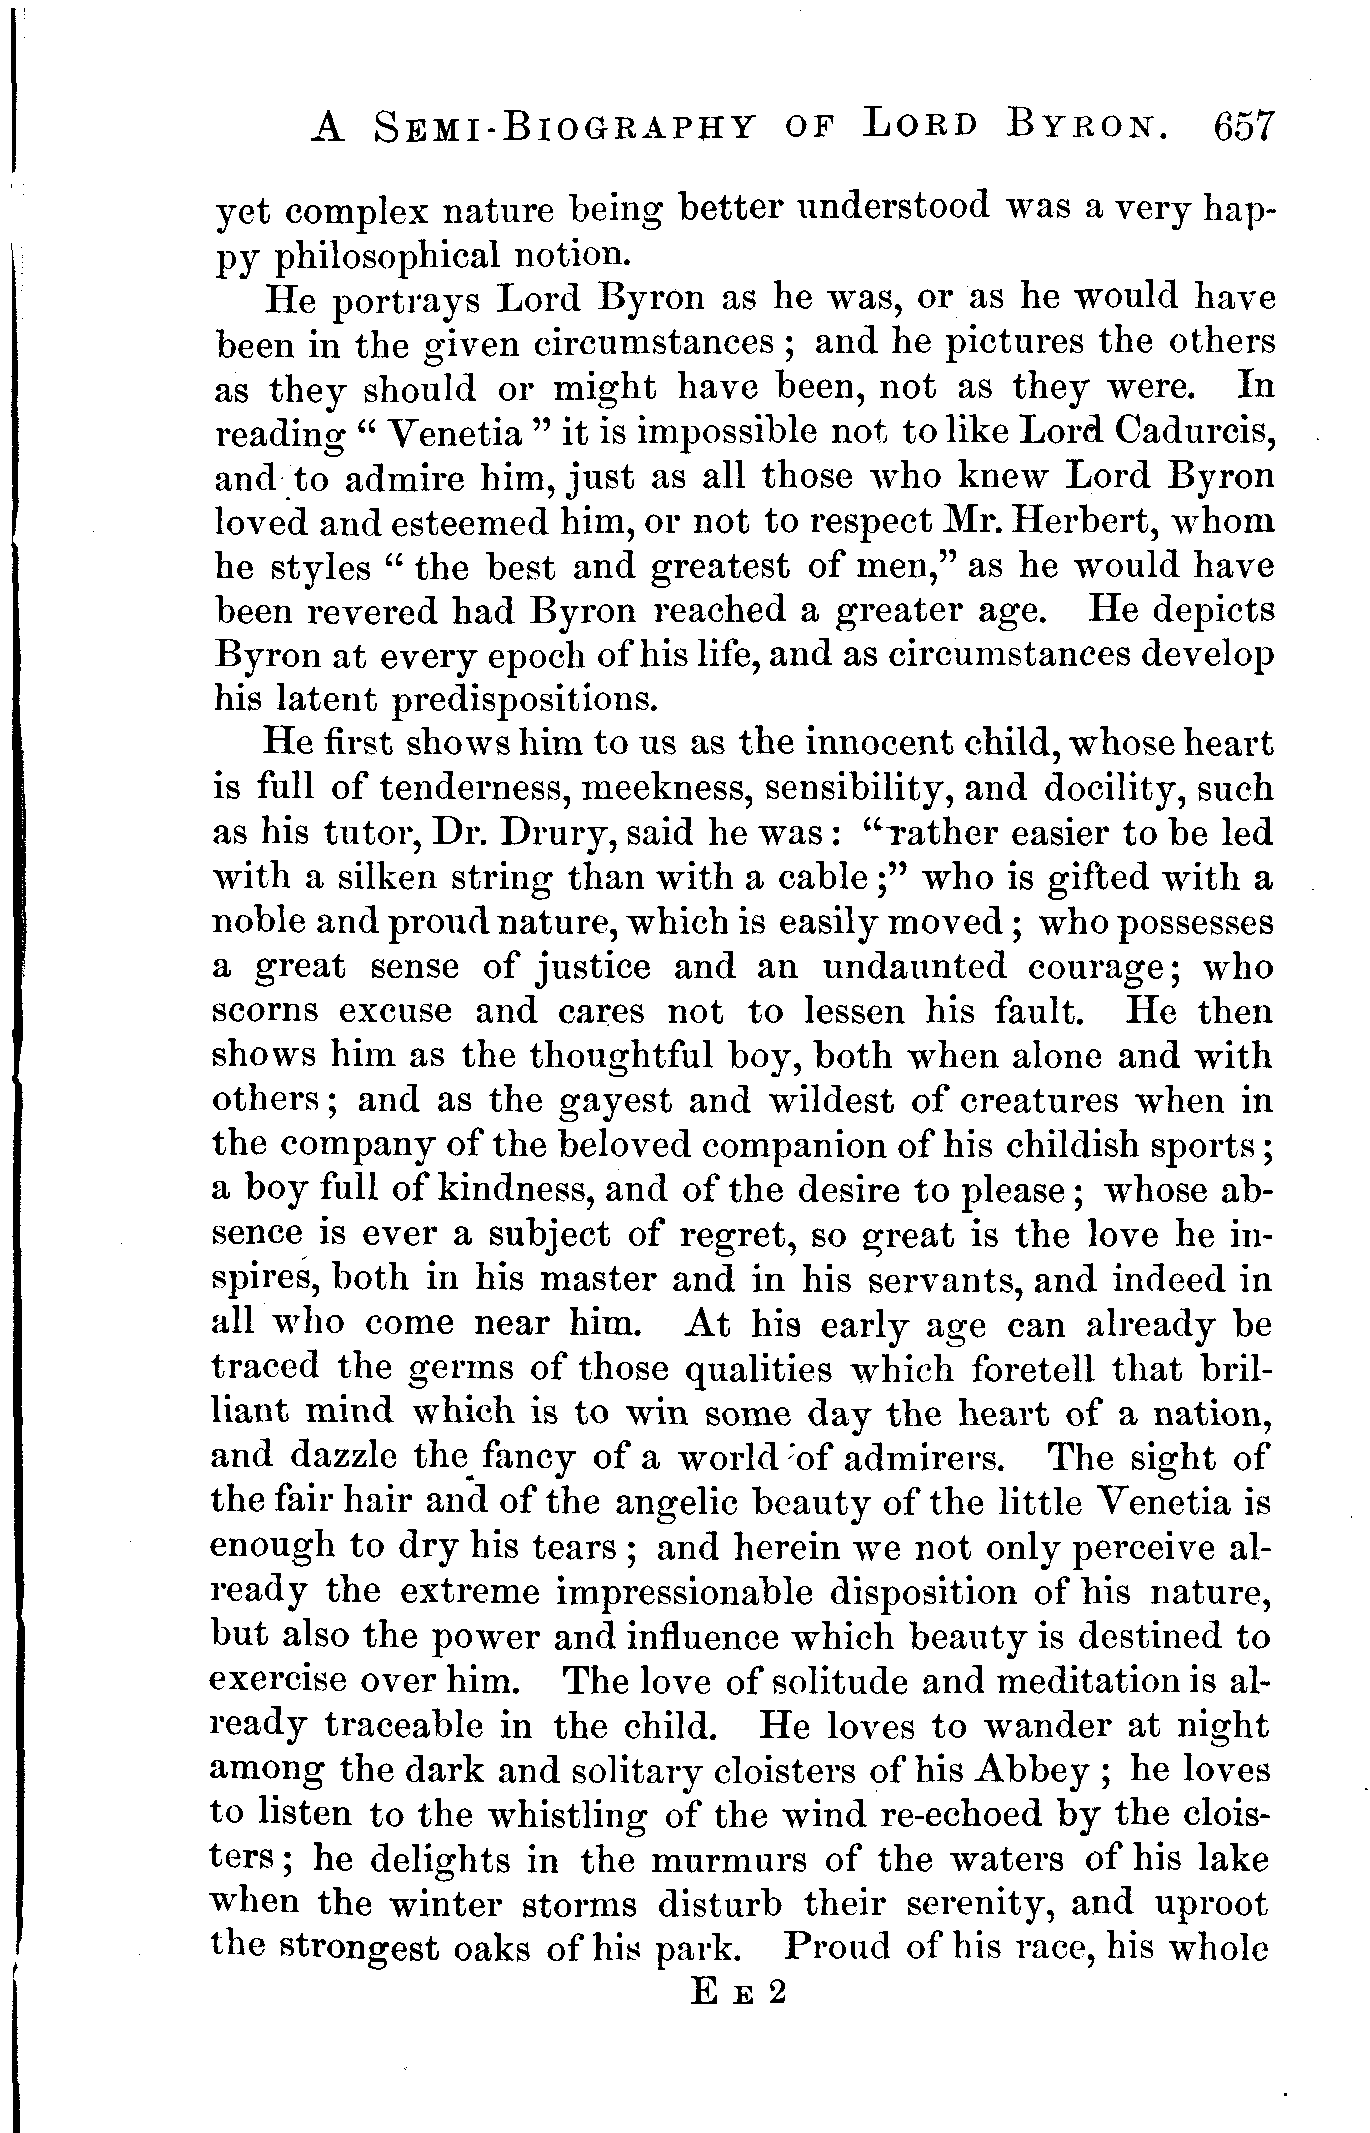 A SEMI-BIOGRAPHY OF LORD BYRON. 657
yet complex nature being better understood was a very hap-
py philosophical notion.
He portrays Lord Byron as he was, or as he would have
been in the given circumstances ; and he pictures the others
as they should or might have been, not as they were. In
reading “ Venetia ” it is impossible not to like Lord Cadurcis,
and to admire him, just as all those who knew Lord Byron
loved and esteemed him, or not to respect Mr. Herbert, whom
he styles “ the best and greatest of men,” as he would have
been revered had Byron reached a greater age. He depicts
Byron at every epoch of his life, and as circumstances develop
his latent predispositions.
He first shows him to us as the innocent child, whose heart
is full of tenderness, meekness, sensibility, and docility, such
as his tutor, Dr. Drury, said he was : “rather easier to be led
with a silken string than with a cable ;” who is gifted with a
noble and proud nature, which is easily moved ; who possesses
a great sense of justice and an undaunted courage; who
scorns excuse and cares not to lessen his fault. He then
shows him as the thoughtful boy, both when alone and with
others; and as the gayest and wildest of creatures when in
the company of the beloved companion of his childish sports;
a boy full of kindness, and of the desire to please; whose ab-
sence is ever a subject of regret, so great is the love he in-
spires, both in his master and in his servants, and indeed in
all who come near him. At his early age can already be
traced the germs of those qualities which foretell that bril-
liant mind which is to win some day the heart of a nation,
and dazzle the fancy of a world of admirers. The sight of
the fair hair and of the angelic beauty of the little Venetia is
enough to dry his tears; and herein we not only perceive al-
ready the extreme impressionable disposition of his nature,
but also the power and influence which beauty is destined to
exercise over him. The love of solitude and meditation is al-
ready traceable in the child. He loves to wander at night
among the dark and solitary cloisters of his Abbey ; he loves
to listen to the whistling of the wind re-echoed by the clois-
ters; he delights in the murmurs of the waters of his lake
when the winter storms disturb their serenity, and uproot
the strongest oaks of his park. Proud of his race, his whole
E E 2